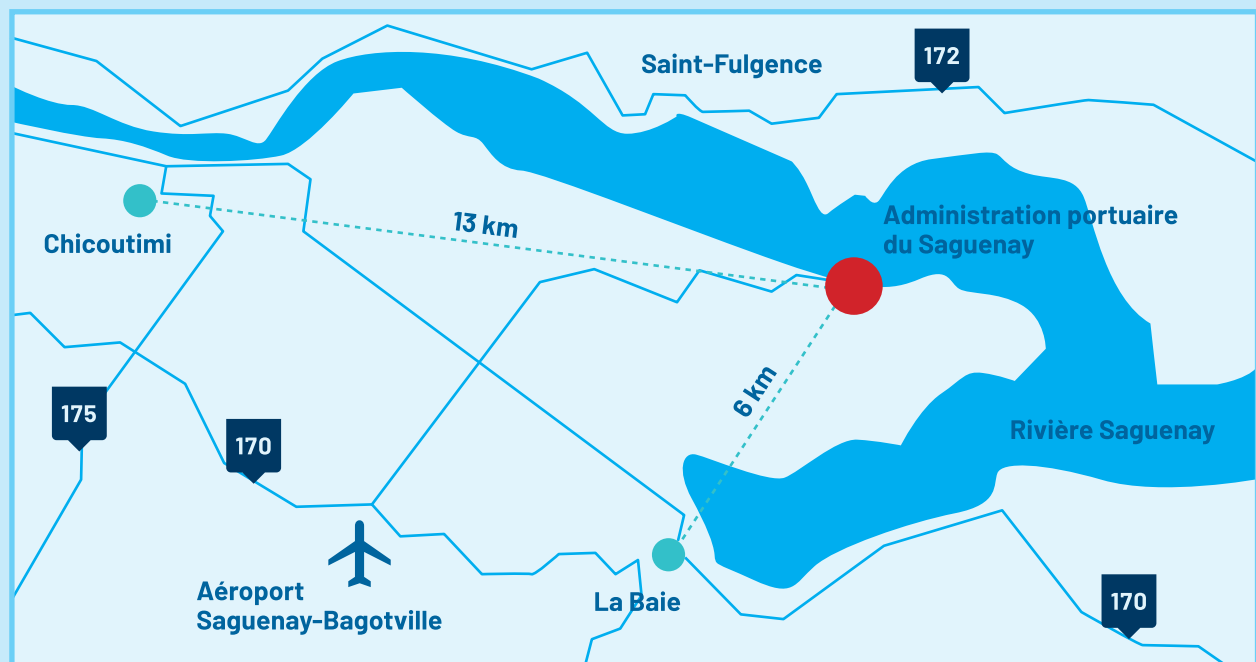 Saint-Fulgence
172
Administration portuaire
du Saguenay
13 km
Chicoutimi
6 km
175
170
Rivière Saguenay
Aéroport
Saguenay-Bagotville
La Baie
170